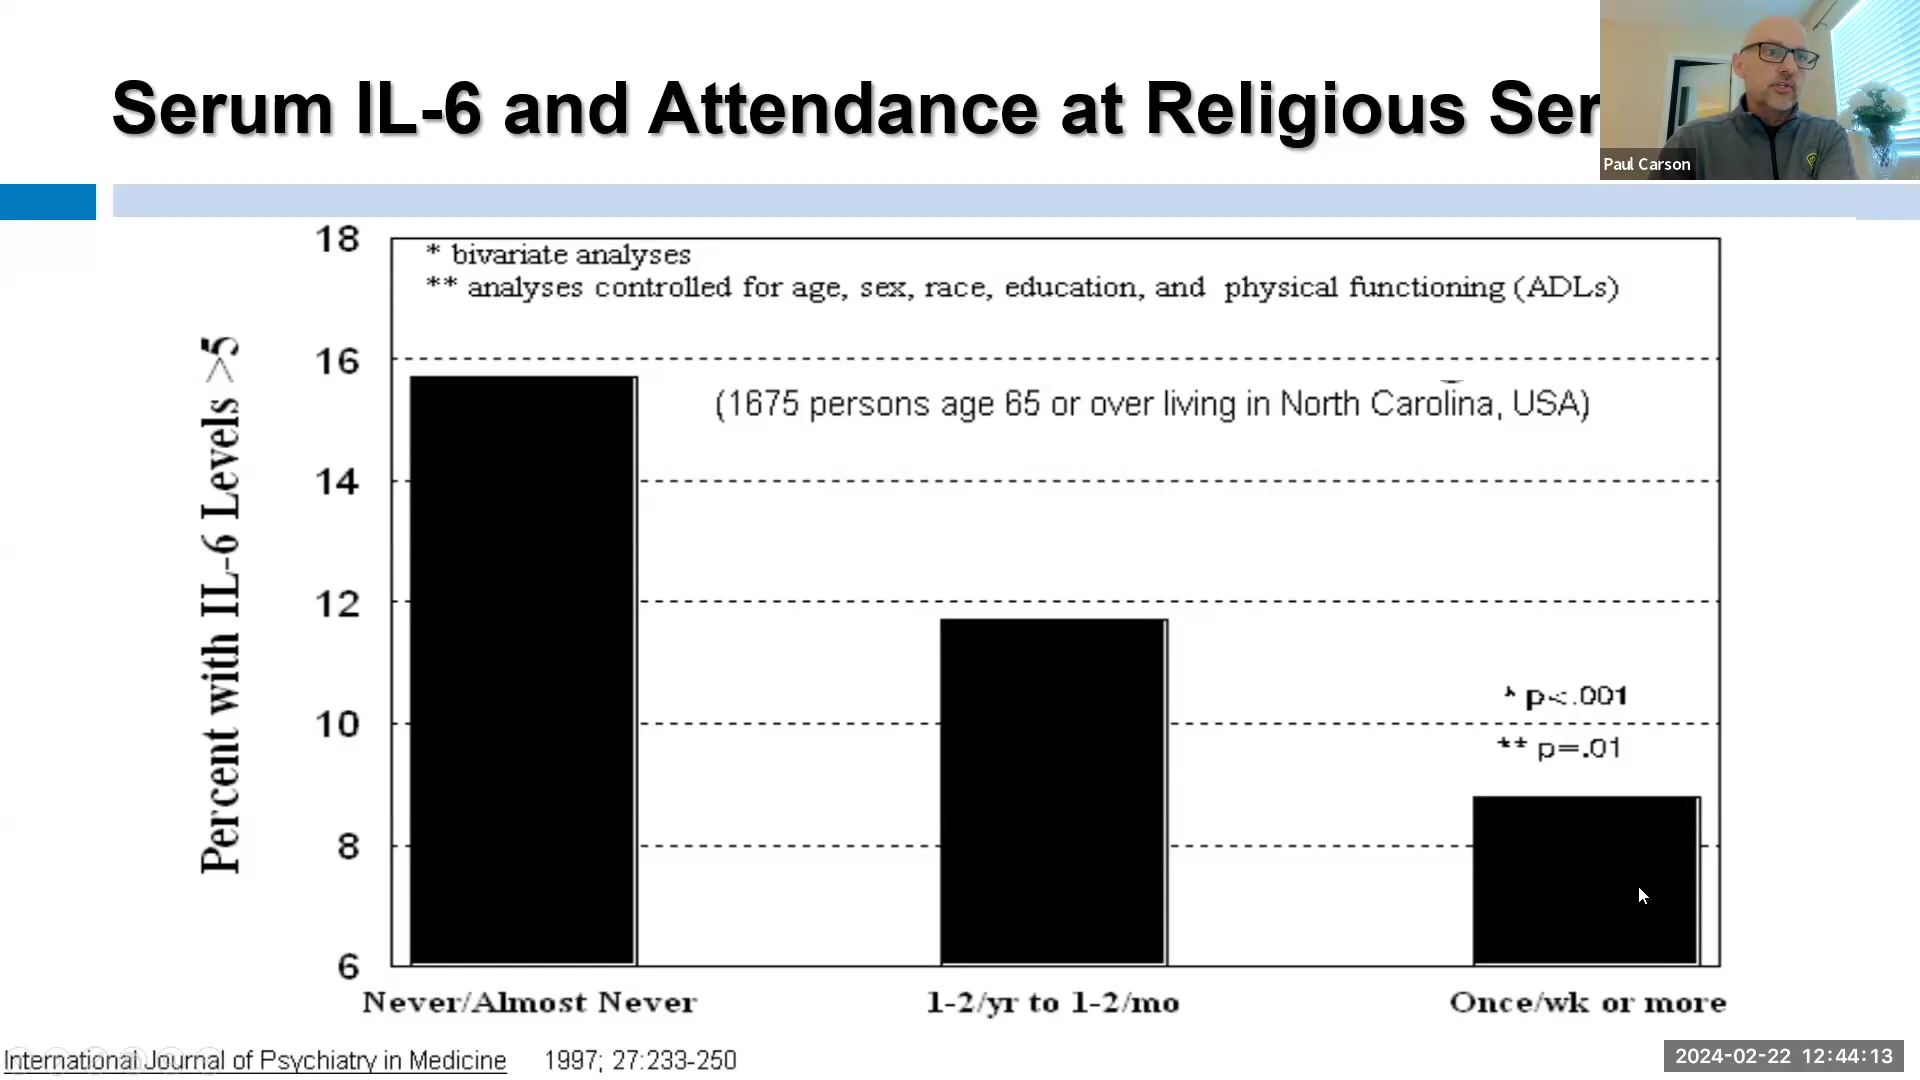 Serum IL-6 and Attendance at Religious Ser
Paul Carson
18
* bivariate analyses
** analyses controlled for age, sex, race, education, and physical functioning (ADLs)
16
(1675 persons age 65 or over living in North Carolina, USA)
14
12
10
8
6
Percent with IL-6 Levels >5
* p<.001
** p=.01
Never/Almost Never
1-2/yr to 1-2/mo
Once/wk or more
International Journal of Psychiatry in Medicine 1997; 27:233-250
2024-02-22 12:44:13